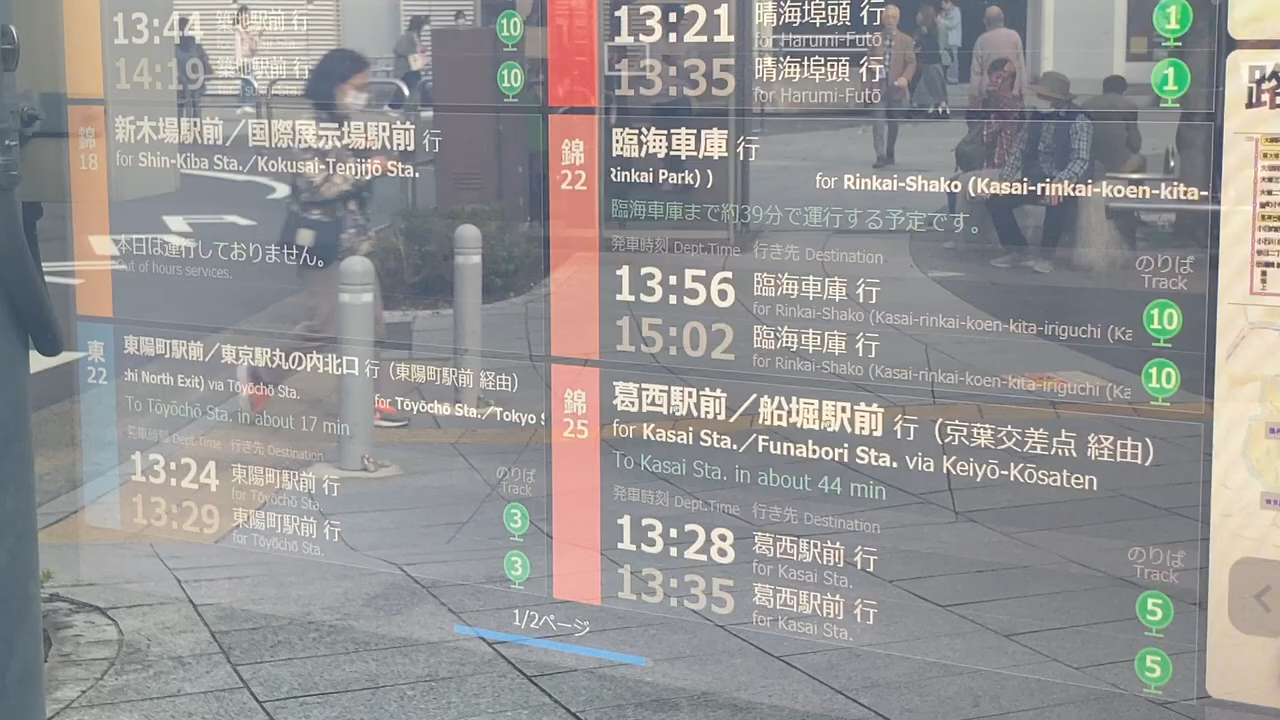 13:44 築地駅前 行
10
14:19 築地駅前 行
10
錦
18
新木場駅前／国際展示場駅前 行
for Shin-Kiba Sta.／Kokusai-Tenjijō Sta.
本日は運行しておりません。
Out of hours services.
東
22
東陽町駅前／東京駅丸の内北口 行（東陽町駅前 経由）
chi North Exit) via Tōyōchō Sta.
for Tōyōchō Sta.／Tokyo S
To Tōyōchō Sta. in about 17 min
発車時刻 Dept.Time 行き先 Destination
のりば
Track
13:24 東陽町駅前 行
for Tōyōchō Sta.
3
13:29 東陽町駅前 行
for Tōyōchō Sta.
3
13:21 晴海埠頭 行
for Harumi-Futō
1
13:35 晴海埠頭 行
for Harumi-Futō
1
錦
22
臨海車庫 行
Rinkai Park) )
for Rinkai-Shako (Kasai-rinkai-koen-kita-
臨海車庫まで約39分で運行する予定です。
発車時刻 Dept.Time 行き先 Destination
のりば
Track
13:56 臨海車庫 行
for Rinkai-Shako (Kasai-rinkai-koen-kita-iriguchi (Ka
10
15:02 臨海車庫 行
for Rinkai-Shako (Kasai-rinkai-koen-kita-iriguchi (Ka
10
錦
25
葛西駅前／船堀駅前 行（京葉交差点 経由）
for Kasai Sta.／Funabori Sta. via Keiyō-Kōsaten
To Kasai Sta. in about 44 min
発車時刻 Dept.Time 行き先 Destination
のりば
Track
13:28 葛西駅前 行
for Kasai Sta.
5
13:35 葛西駅前 行
for Kasai Sta.
5
1/2ページ
路